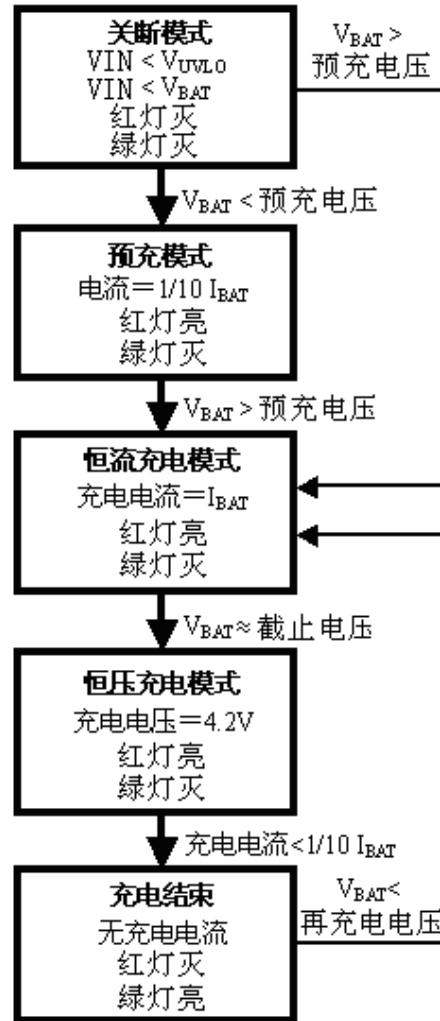 关断模式
VIN < VUVLO
VIN < VBAT
红灯灭
绿灯灭
VBAT >
预充电压
VBAT < 预充电压
预充模式
电流＝1/10 IBAT
红灯亮
绿灯灭
VBAT > 预充电压
恒流充电模式
充电电流＝IBAT
红灯亮
绿灯灭
VBAT≈ 截止电压
恒压充电模式
充电电压＝4.2V
红灯亮
绿灯灭
充电电流<1/10 IBAT
充电结束
无充电电流
红灯灭
绿灯亮
VBAT<
再充电电压